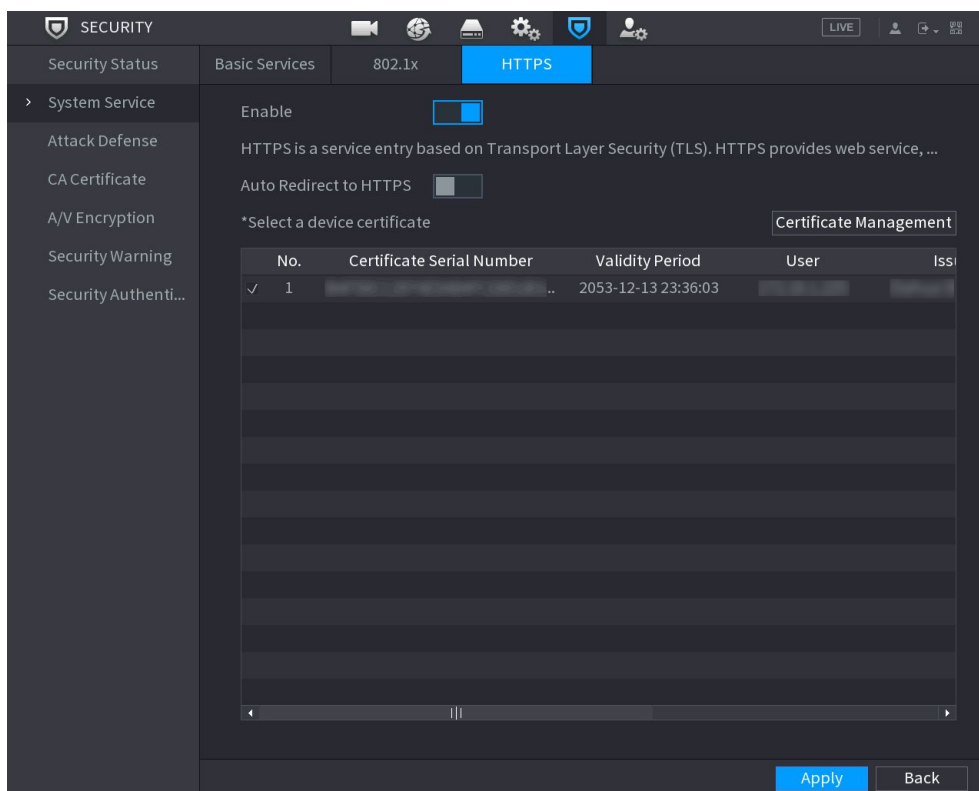 SECURITY
LIVE
Security Status
System Service
Attack Defense
CA Certificate
A/V Encryption
Security Warning
Security Authenti...
Basic Services 802.1x HTTPS
Enable
HTTPS is a service entry based on Transport Layer Security (TLS). HTTPS provides web service, ...
Auto Redirect to HTTPS
*Select a device certificate
Certificate Management
No. Certificate Serial Number Validity Period User Issu
1 .. 2053-12-13 23:36:03
Apply Back